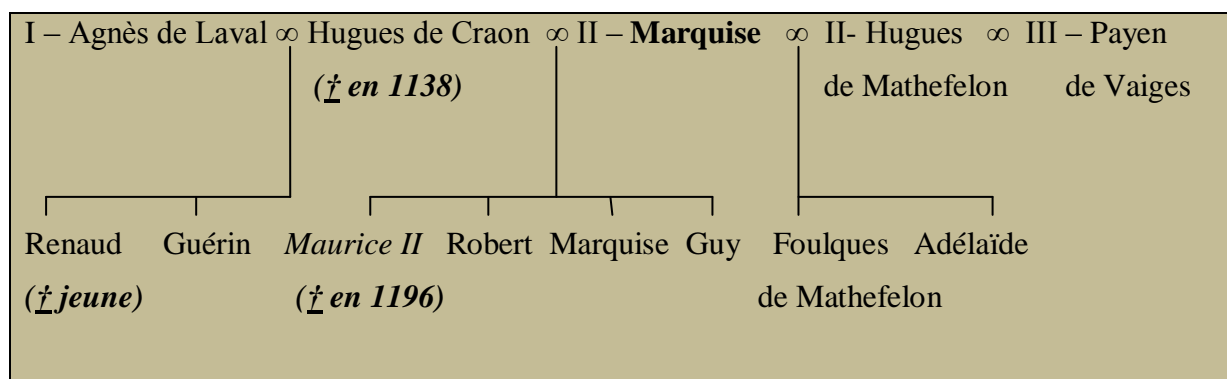 I – Agnès de Laval ∞ Hugues de Craon ∞ II – Marquise ∞ II- Hugues ∞ III – Payen
(† en 1138) de Mathefelon de Vaiges
Renaud Guérin Maurice II Robert Marquise Guy Foulques Adélaïde
(† jeune) († en 1196) de Mathefelon